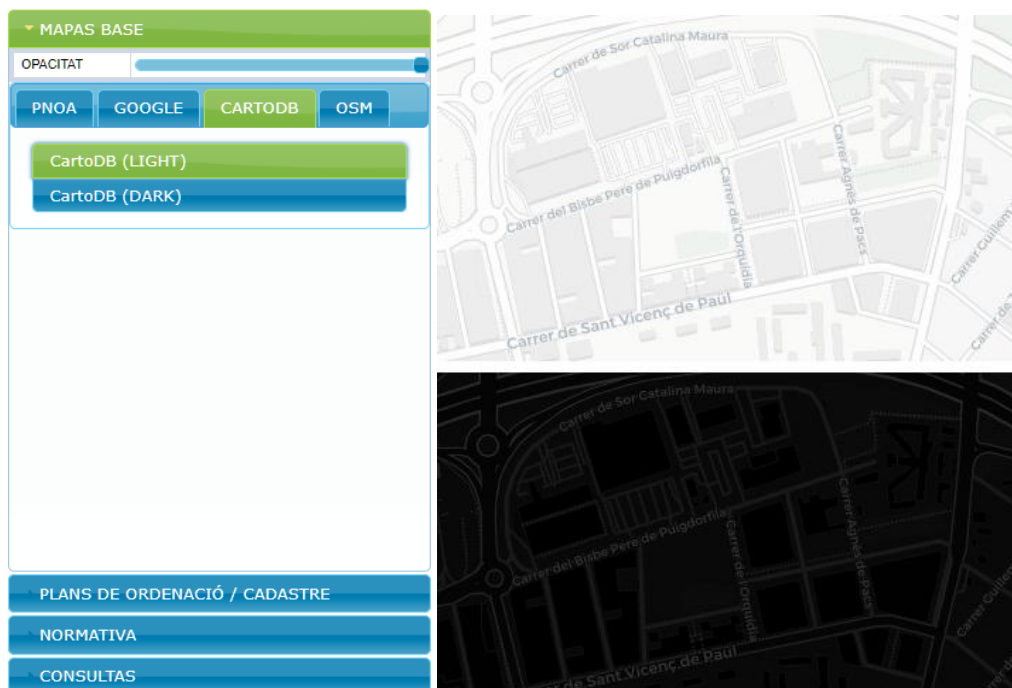 MAPAS BASE
OPACITAT
PNOA GOOGLE CARTODB OSM
CartoDB (LIGHT)
CartoDB (DARK)
PLANS DE ORDENACIÓ / CADASTRE
NORMATIVA
CONSULTAS
Carrer de Sor Catalina Maura
Carrer del Bisbe Pere de Puigdorfila
Carrer de l'Orquídia
Carrer Agnès de Pacs
Carrer Guillem
Carrer de
Carrer de Sant Vicenç de Paül
Carrer de Sor Catalina Maura
Carrer del Bisbe Pere de Puigdorfila
Carrer de l'Orquídia
Carrer Agnès de Pacs
Carrer Guillem
de Sant Vicenç de Paül